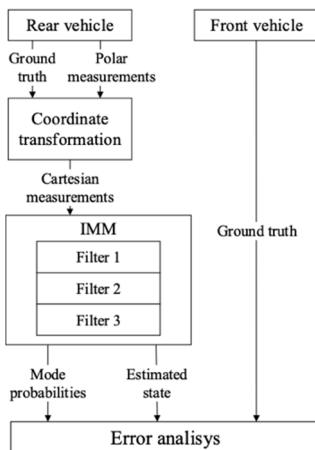 Rear vehicle
Front vehicle
Ground
truth
Polar
measurements
Coordinate
transformation
Cartesian
measurements
IMM
Filter 1
Filter 2
Filter 3
Ground truth
Mode
probabilities
Estimated
state
Error analisys